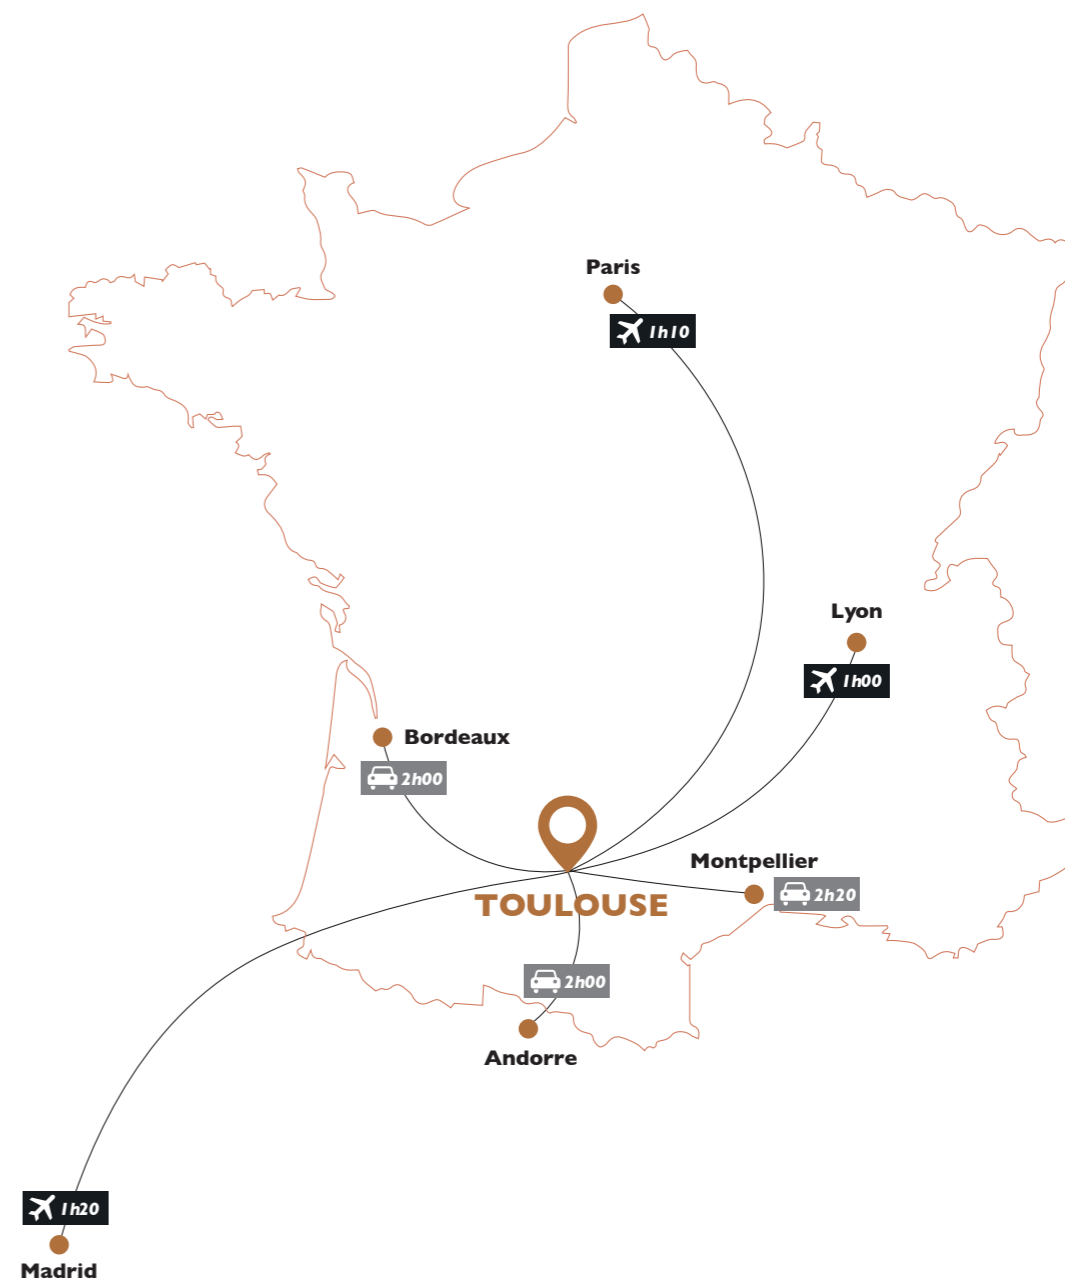 Paris
1h10
Lyon
1h00
Bordeaux
2h00
Montpellier
2h20
TOULOUSE
2h00
Andorre
1h20
Madrid